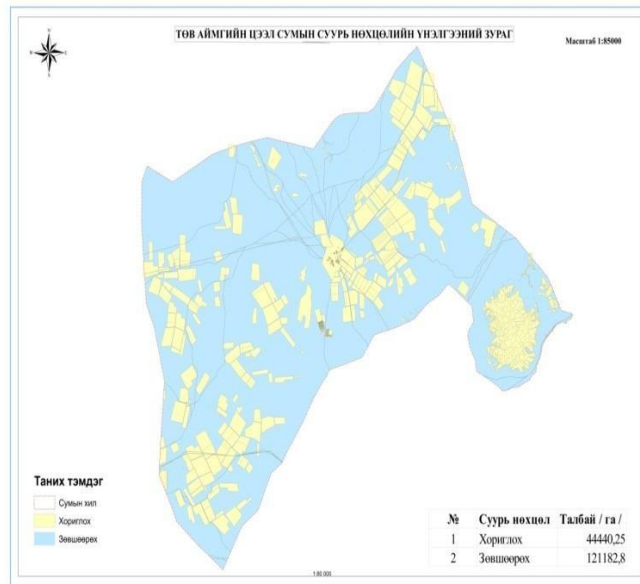 ТӨВ АЙМГИЙН ЦЭЭЛ СУМЫН СУУРЬ НӨХЦӨЛИЙН ҮНЭЛГЭЭНИЙ ЗУРАГ
Масштаб 1:85000
Таних тэмдэг
Сумын хил
Хориглох
Зөвшөөрөх
№ Суурь нөхцөл Талбай / га /
1 Хориглох 44440,25
2 Зөвшөөрөх 121182,8